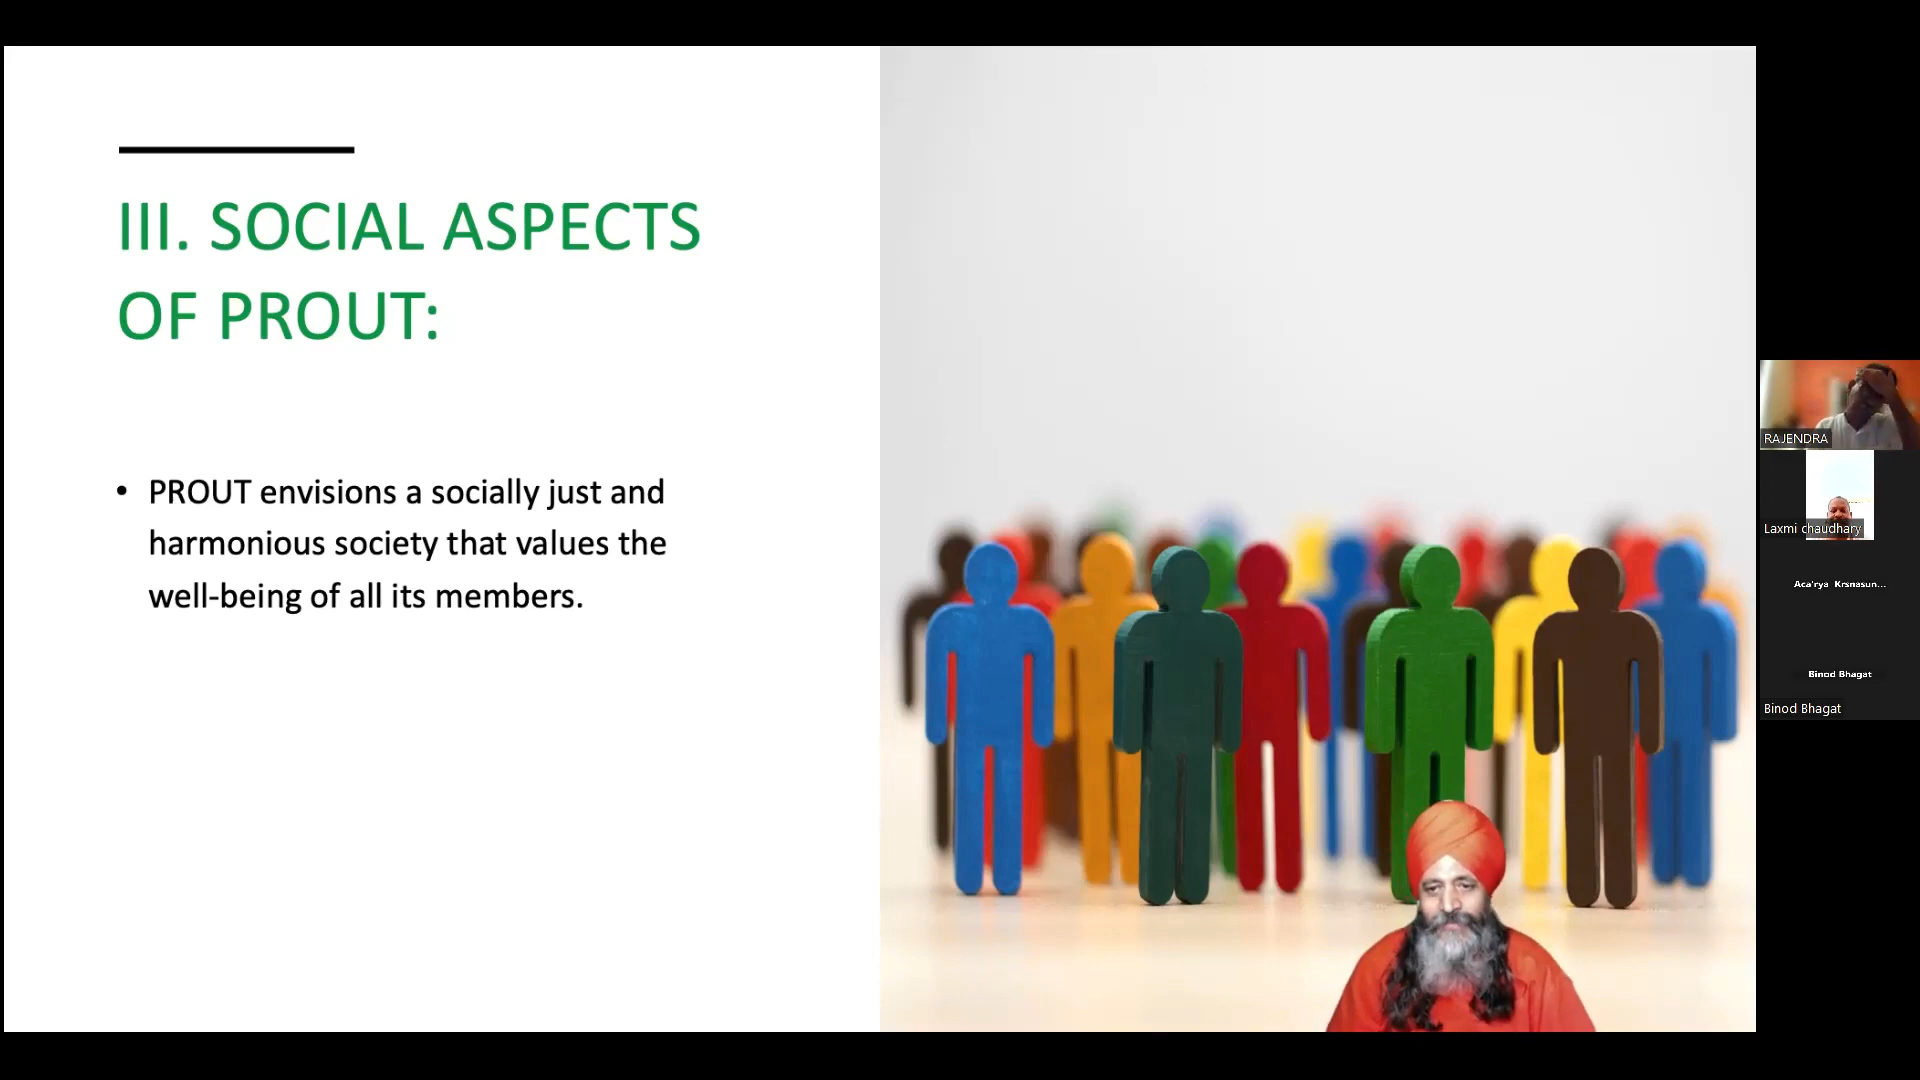 III. SOCIAL ASPECTS
OF PROUT:
• PROUT envisions a socially just and
harmonious society that values the
well-being of all its members.
RAJENDRA
Laxmi chaudhary
Aca'rya Krsnasun...
Binod Bhagat
Binod Bhagat